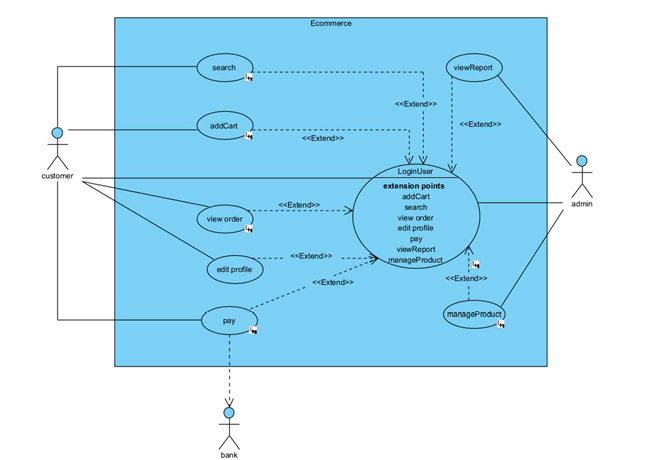 Ecommerce
search
viewReport
<<Extend>>
addCart
<<Extend>>
<<Extend>>
customer
LoginUser
extension points
addCart
search
view order
edit profile
pay
viewReport
manageProduct
admin
<<Extend>>
view order
<<Extend>>
edit profile
<<Extend>>
<<Extend>>
pay
manageProduct
bank